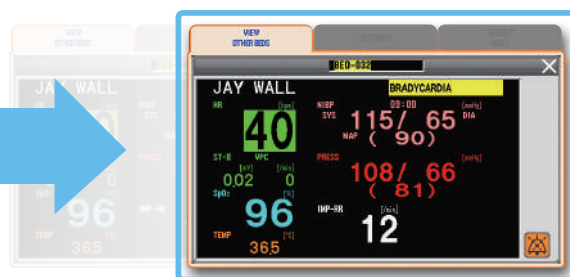 VIEW
OTHER BEDS
BED-032
JAY WALL
BRADYCARDIA
HR [bpm] NIBP 09:00 [mmHg]
SYS 115/ 65 DIA
40
MAP ( 90)
ST-II VPC PRESS [mmHg]
[mV] [/min]
108/ 66
0.02 0
( 81)
SpO2 [%]
96
IMP-RR [/min]
12
TEMP [°C]
36.5